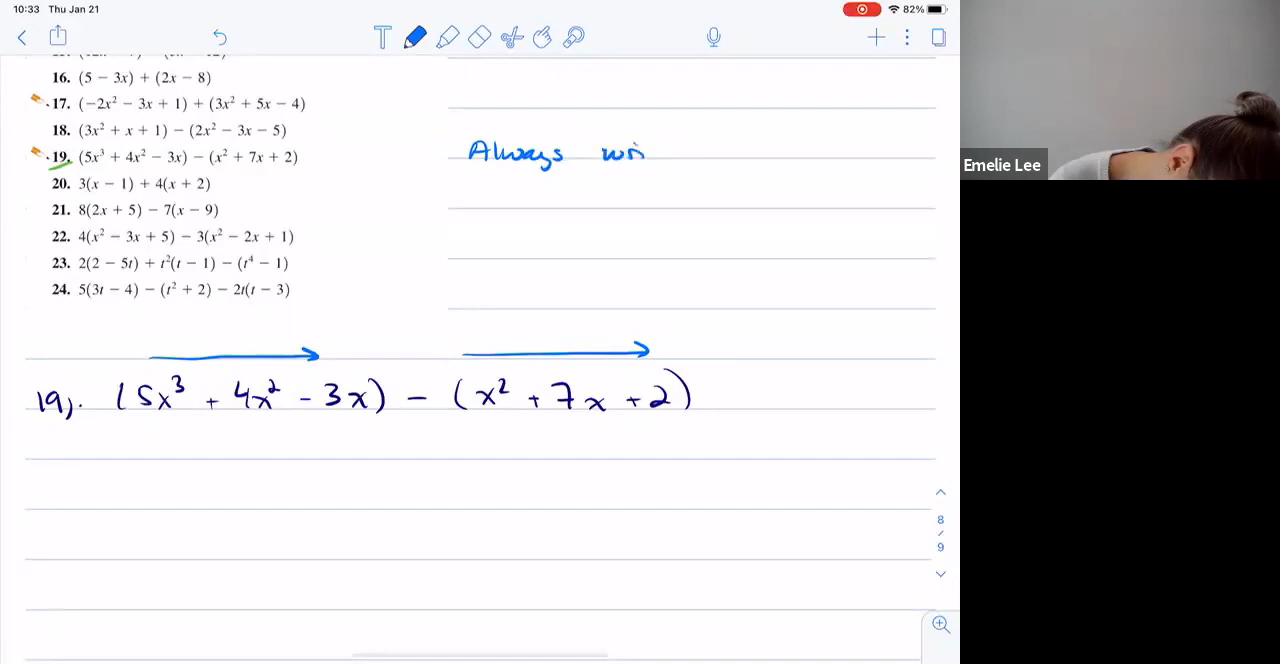 10:33 Thu Jan 21
82%
16. (5 − 3x) + (2x − 8)
17. (−2x² − 3x + 1) + (3x² + 5x − 4)
18. (3x² + x + 1) − (2x² − 3x − 5)
19. (5x³ + 4x² − 3x) − (x² + 7x + 2)
20. 3(x − 1) + 4(x + 2)
21. 8(2x + 5) − 7(x − 9)
22. 4(x² − 3x + 5) − 3(x² − 2x + 1)
23. 2(2 − 5t) + t²(t − 1) − (t⁴ − 1)
24. 5(3t − 4) − (t² + 2) − 2t(t − 3)
Always wri
19). (5x³ + 4x² − 3x) − (x² + 7x + 2)
8
/
9
Emelie Lee